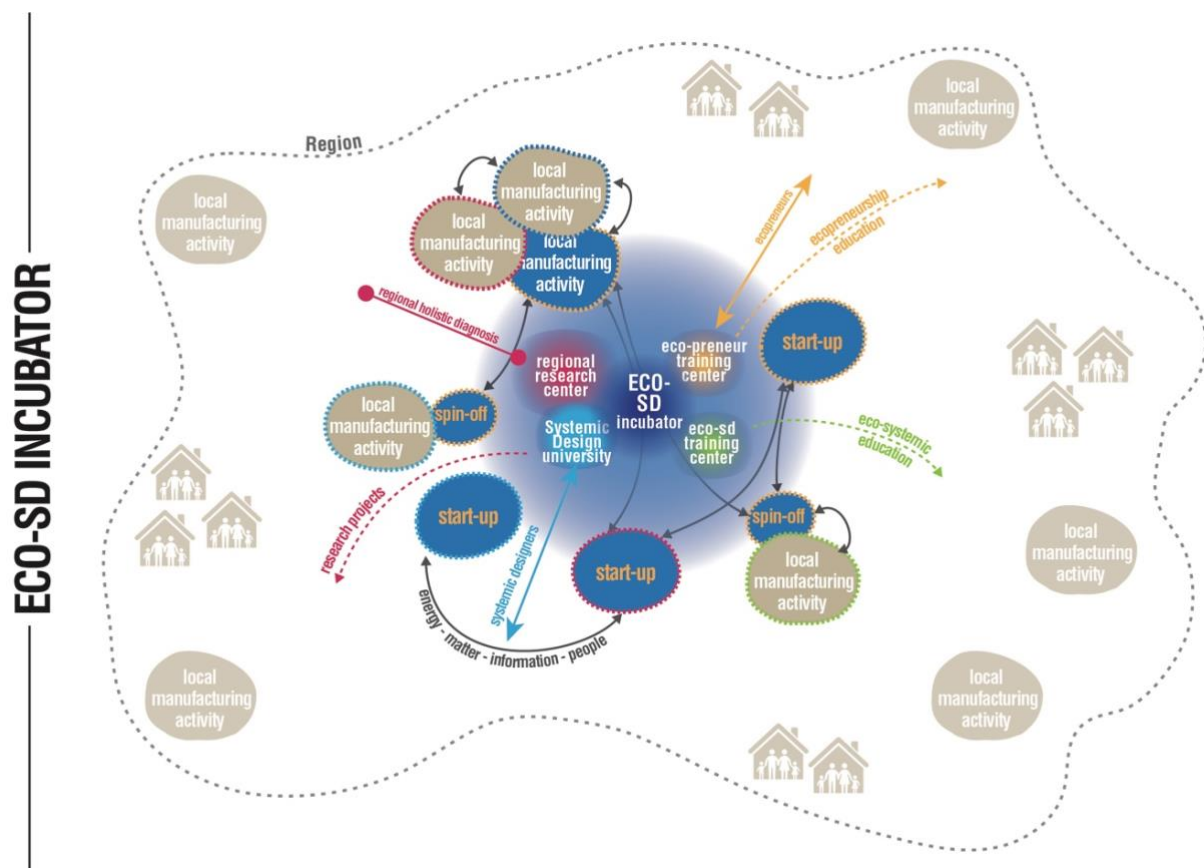 ECO-SD INCUBATOR
Region
local
manufacturing
activity
local
manufacturing
activity
local
manufacturing
activity
local
manufacturing
activity
local
manufacturing
activity
ecopreneurs
ecopreneurship
education
regional holistic diagnosis
regional
research
center
eco-preneur
training
center
start-up
ECO-
SD
incubator
local
manufacturing
activity
spin-off
Systemic
Design
university
eco-sd
training
center
eco-systemic
education
research projects
start-up
systemic designers
start-up
spin-off
local
manufacturing
activity
local
manufacturing
activity
energy - matter - information - people
local
manufacturing
activity
local
manufacturing
activity